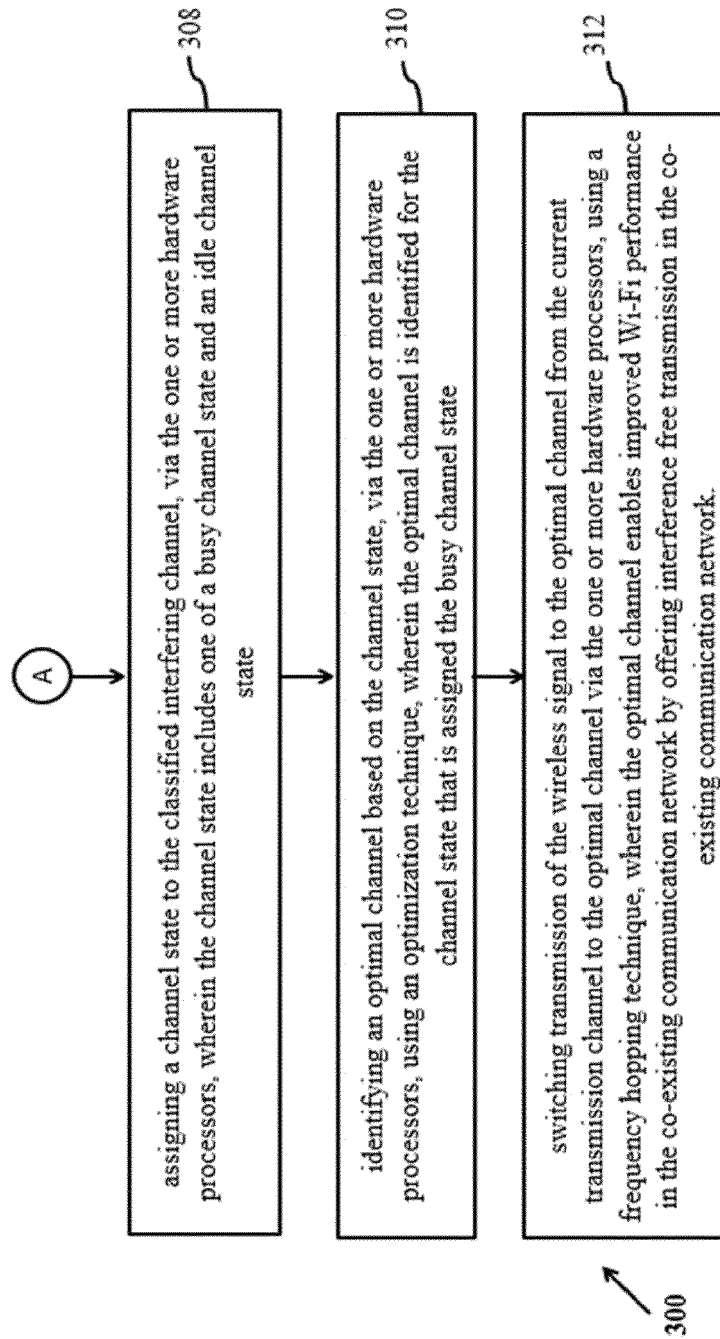 A
assigning a channel state to the classified interfering channel, via the one or more hardware
processors, wherein the channel state includes one of a busy channel state and an idle channel
state
308
identifying an optimal channel based on the channel state, via the one or more hardware
processors, using an optimization technique, wherein the optimal channel is identified for the
channel state that is assigned the busy channel state
310
switching transmission of the wireless signal to the optimal channel from the current
transmission channel to the optimal channel via the one or more hardware processors, using a
frequency hopping technique, wherein the optimal channel enables improved Wi-Fi performance
in the co-existing communication network by offering interference free transmission in the co-
existing communication network.
312
300